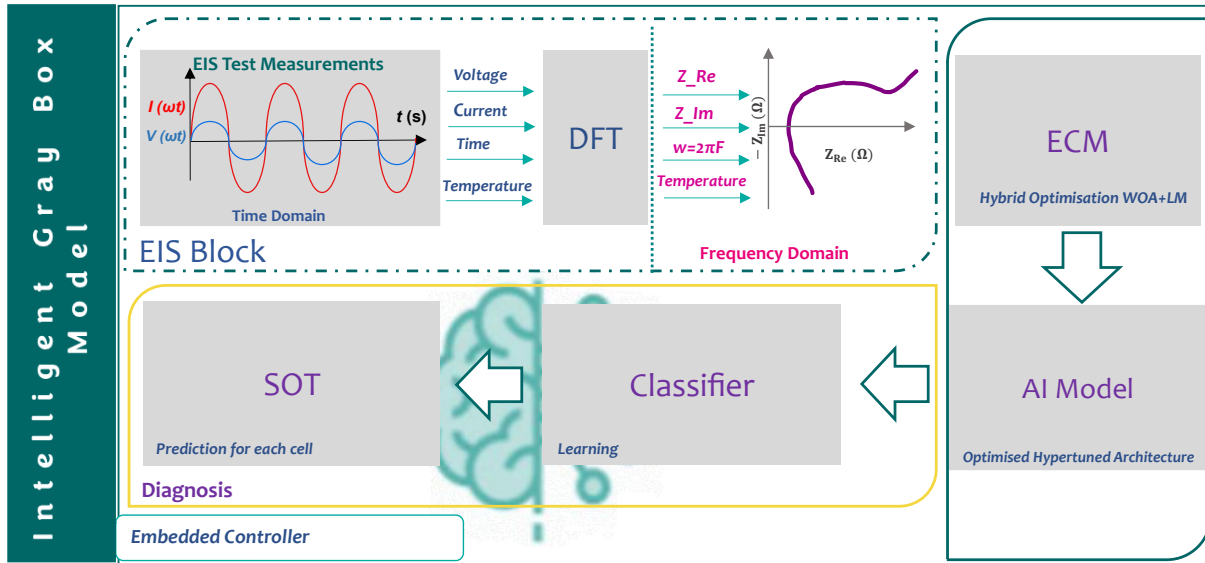 Intelligent Gray Box
Model
EIS Test Measurements
I (ωt)
V (ωt)
t (s)
Time Domain
EIS Block
Voltage
Current
Time
Temperature
DFT
Z_Re
Z_Im
w=2πF
Temperature
− Z_Im (Ω)
Z_Re (Ω)
Frequency Domain
ECM
Hybrid Optimisation WOA+LM
SOT
Prediction for each cell
Classifier
Learning
AI Model
Optimised Hypertuned Architecture
Diagnosis
Embedded Controller